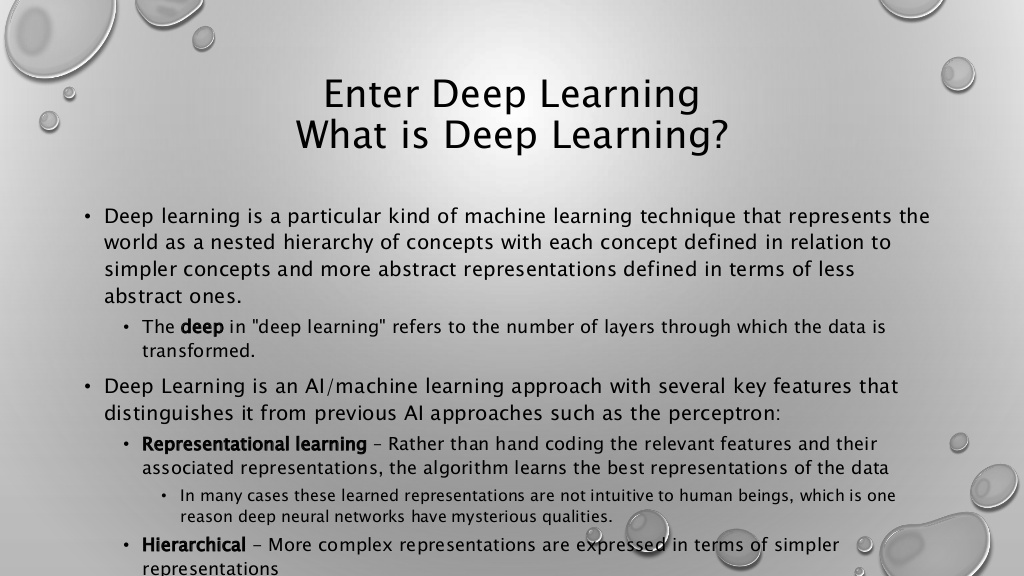 Enter Deep Learning
What is Deep Learning?
• Deep learning is a particular kind of machine learning technique that represents the
world as a nested hierarchy of concepts with each concept defined in relation to
simpler concepts and more abstract representations defined in terms of less
abstract ones.
• The deep in "deep learning" refers to the number of layers through which the data is
transformed.
• Deep Learning is an AI/machine learning approach with several key features that
distinguishes it from previous AI approaches such as the perceptron:
• Representational learning – Rather than hand coding the relevant features and their
associated representations, the algorithm learns the best representations of the data
• In many cases these learned representations are not intuitive to human beings, which is one
reason deep neural networks have mysterious qualities.
• Hierarchical – More complex representations are expressed in terms of simpler
representations